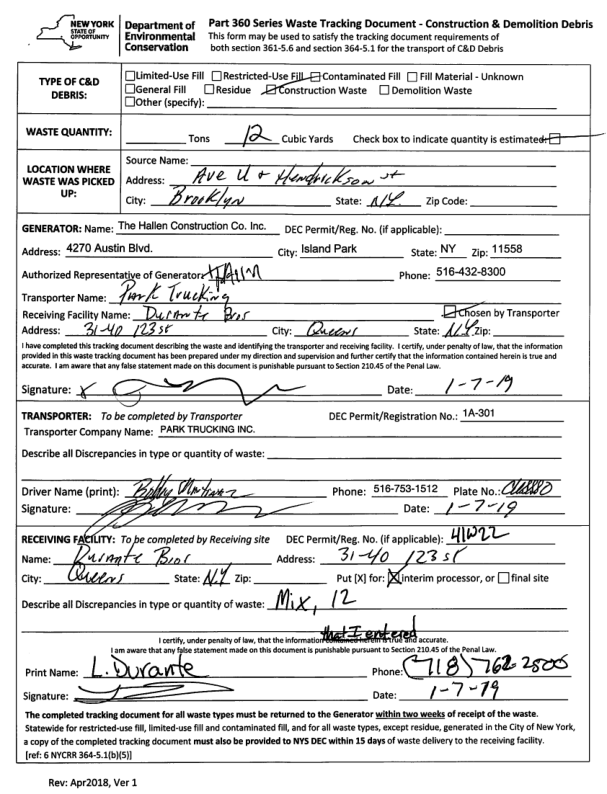 NEW YORK STATE OF OPPORTUNITY Department of Environmental Conservation
Part 360 Series Waste Tracking Document - Construction & Demolition Debris
This form may be used to satisfy the tracking document requirements of
both section 361-5.6 and section 364-5.1 for the transport of C&D Debris
TYPE OF C&D DEBRIS:
☐Limited-Use Fill ☐Restricted-Use Fill ☐Contaminated Fill ☐Fill Material - Unknown
☐General Fill ☐Residue ☑Construction Waste ☐Demolition Waste
☐Other (specify):
WASTE QUANTITY: Tons 12 Cubic Yards Check box to indicate quantity is estimated ☑
LOCATION WHERE WASTE WAS PICKED UP:
Source Name:
Address: Ave U + Hendrickson st
City: Brooklyn State: N.Y. Zip Code:
GENERATOR: Name: The Hallen Construction Co. Inc. DEC Permit/Reg. No. (if applicable):
Address: 4270 Austin Blvd. City: Island Park State: NY Zip: 11558
Authorized Representative of Generator: Phone: 516-432-8300
Transporter Name: Park Trucking
Receiving Facility Name: Durante Bros ☑Chosen by Transporter
Address: 31-40 123 st City: Queens State: N.Y. Zip:
I have completed this tracking document describing the waste and identifying the transporter and receiving facility. I certify, under penalty of law, that the information
provided in this waste tracking document has been prepared under my direction and supervision and further certify that the information contained herein is true and
accurate. I am aware that any false statement made on this document is punishable pursuant to Section 210.45 of the Penal Law.
Signature: X Date: 1-7-19
TRANSPORTER: To be completed by Transporter DEC Permit/Registration No.: 1A-301
Transporter Company Name: PARK TRUCKING INC.
Describe all Discrepancies in type or quantity of waste:
Driver Name (print): Bobby Martinez Phone: 516-753-1512 Plate No.:
Signature: Date: 1-7-19
RECEIVING FACILITY: To be completed by Receiving site DEC Permit/Reg. No. (if applicable): 41W22
Name: Durante Bros Address: 31-40 123 st
City: Queens State: N.Y Zip: Put [X] for: ☒interim processor, or ☐final site
Describe all Discrepancies in type or quantity of waste: Mix, 12
that I entered
I certify, under penalty of law, that the information contained herein is true and accurate.
I am aware that any false statement made on this document is punishable pursuant to Section 210.45 of the Penal Law.
Print Name: L. Durante Phone: (718) 762-2500
Signature: Date: 1-7-19
The completed tracking document for all waste types must be returned to the Generator within two weeks of receipt of the waste.
Statewide for restricted-use fill, limited-use fill and contaminated fill, and for all waste types, except residue, generated in the City of New York,
a copy of the completed tracking document must also be provided to NYS DEC within 15 days of waste delivery to the receiving facility.
[ref: 6 NYCRR 364-5.1(b)(5)]
Rev: Apr2018, Ver 1